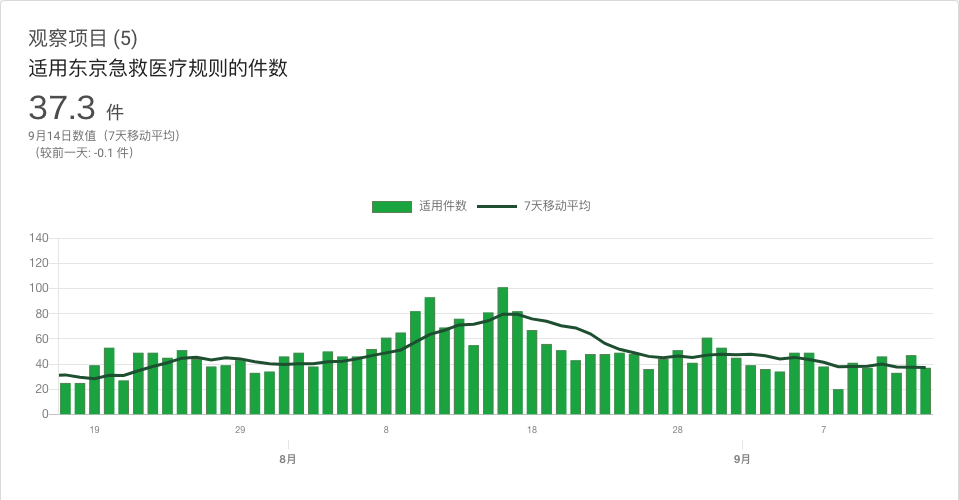 观察项目 (5)
适用东京急救医疗规则的件数
37.3 件
9月14日数值（7天移动平均）
（较前一天: -0.1 件）
适用件数 7天移动平均
140
120
100
80
60
40
20
0
19 29 8 18 28 7
8月 9月